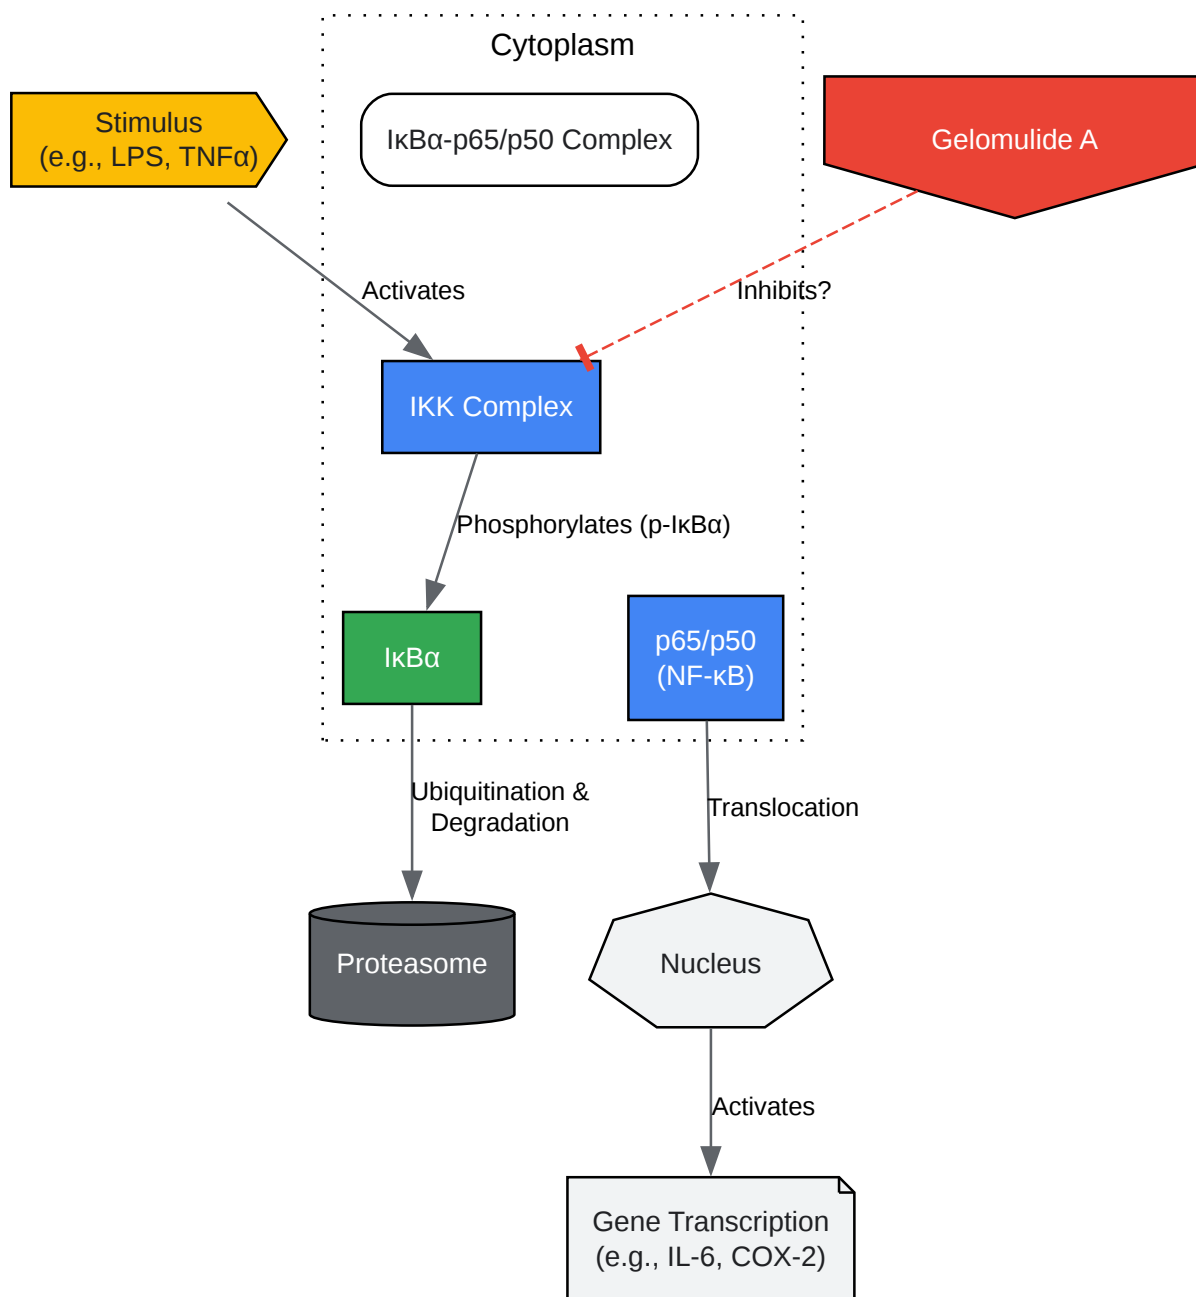 Cytoplasm
Stimulus
(e.g., LPS, TNFα)
IκBα-p65/p50 Complex
Gelomulide A
Activates
Inhibits?
IKK Complex
Phosphorylates (p-IκBα)
IκBα
p65/p50
(NF-κB)
Ubiquitination &
Degradation
Translocation
Proteasome
Nucleus
Activates
Gene Transcription
(e.g., IL-6, COX-2)